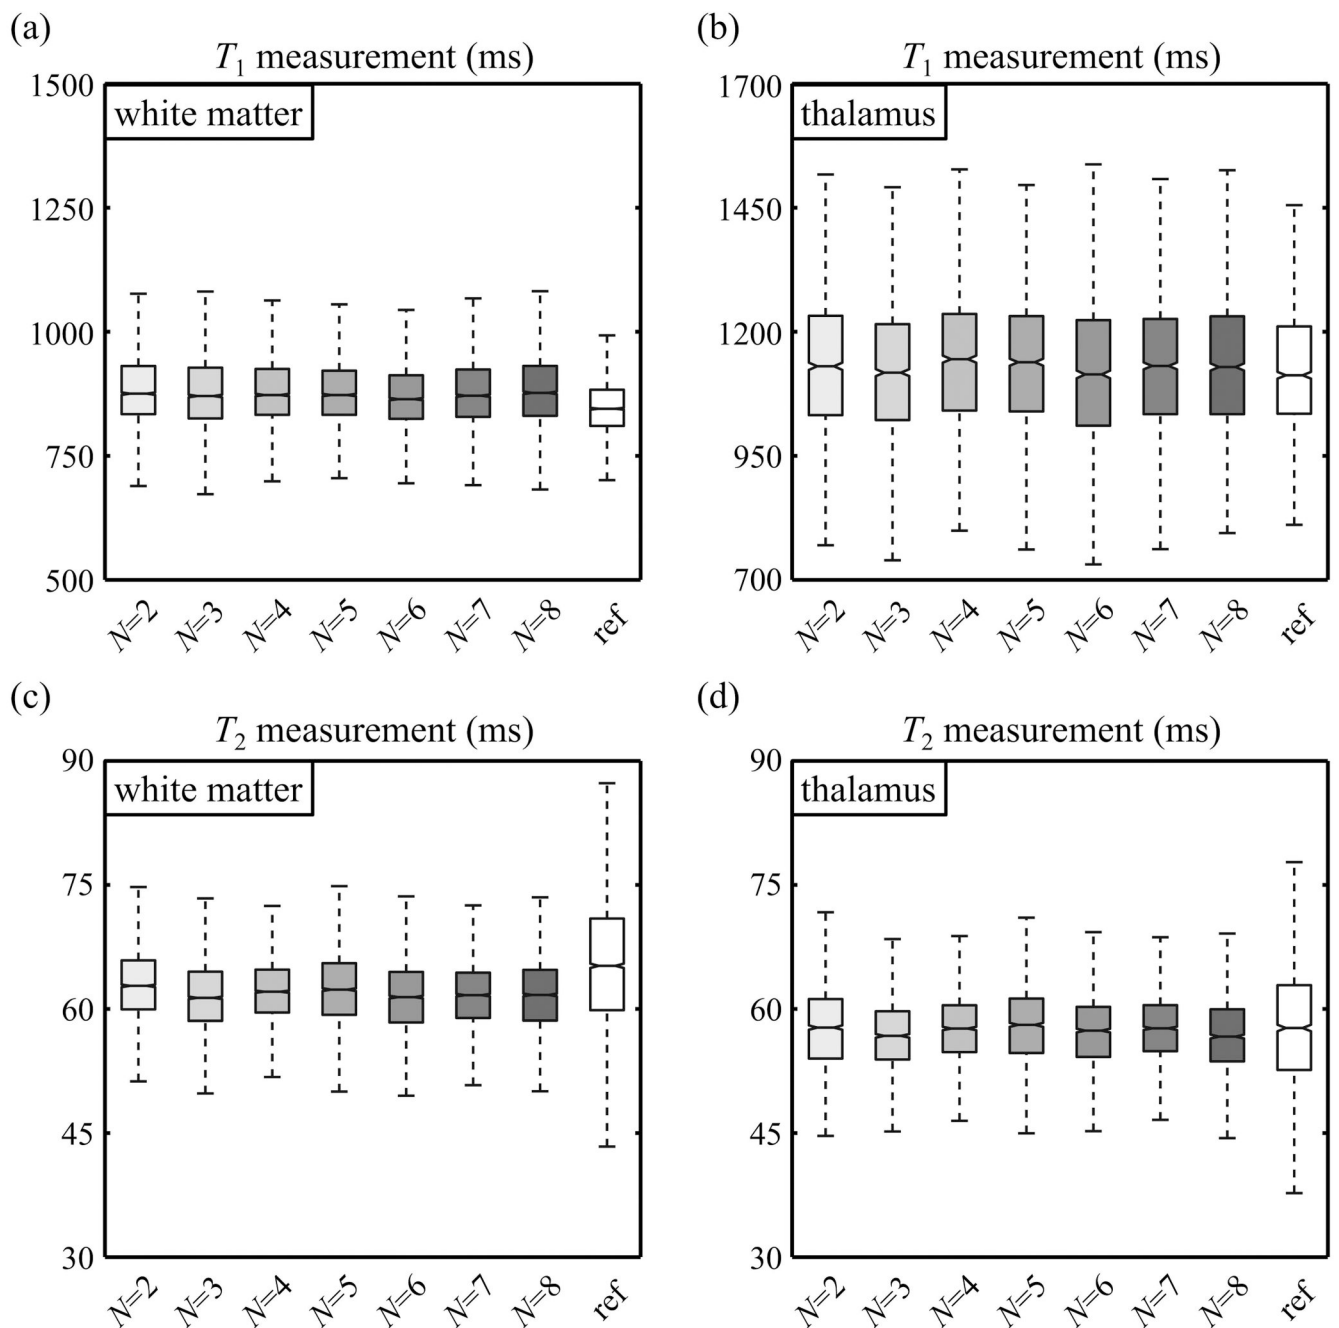 (a)
T₁ measurement (ms)
white matter
1500
1250
1000
750
500
N=2 N=3 N=4 N=5 N=6 N=7 N=8 ref
(b)
T₁ measurement (ms)
thalamus
1700
1450
1200
950
700
N=2 N=3 N=4 N=5 N=6 N=7 N=8 ref
(c)
T₂ measurement (ms)
white matter
90
75
60
45
30
N=2 N=3 N=4 N=5 N=6 N=7 N=8 ref
(d)
T₂ measurement (ms)
thalamus
90
75
60
45
30
N=2 N=3 N=4 N=5 N=6 N=7 N=8 ref